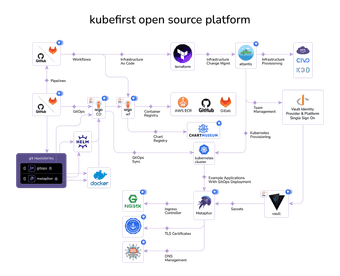 kubefirst open source platform
GitHub
Workflows
Infrastructure
As Code
terraform
Infrastructure
Change Mgmt
atlantis
Infrastructure
Provisioning
CIVO
K3D
Pipelines
GitHub
GitOps
argo
CD
argo
wf
Container
Registry
AWS ECR
GitHub
GitLab
Team
Management
Vault Identity
Provider & Platform
Single Sign On
HELM
Chart
Registry
CHARTMUSEUM
Kubernetes
Provisioning
git repositories
gitops
metaphor
docker
GitOps
Sync
kubernetes
cluster
Example Applications
With GitOps Deployment
NGINX
Ingress
Controller
Metaphor
Secrets
vault
TLS Certificates
DNS
Management